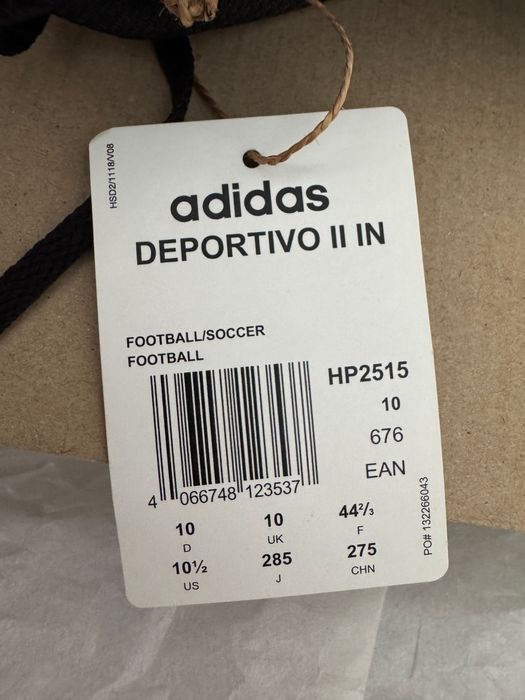 HSD2/1118/V08
adidas
DEPORTIVO II IN
FOOTBALL/SOCCER
FOOTBALL
HP2515
10
676
EAN
4 066748 123537
10 10 44²/₃
D UK F
10½ 285 275
US J CHN
PO# 132266043